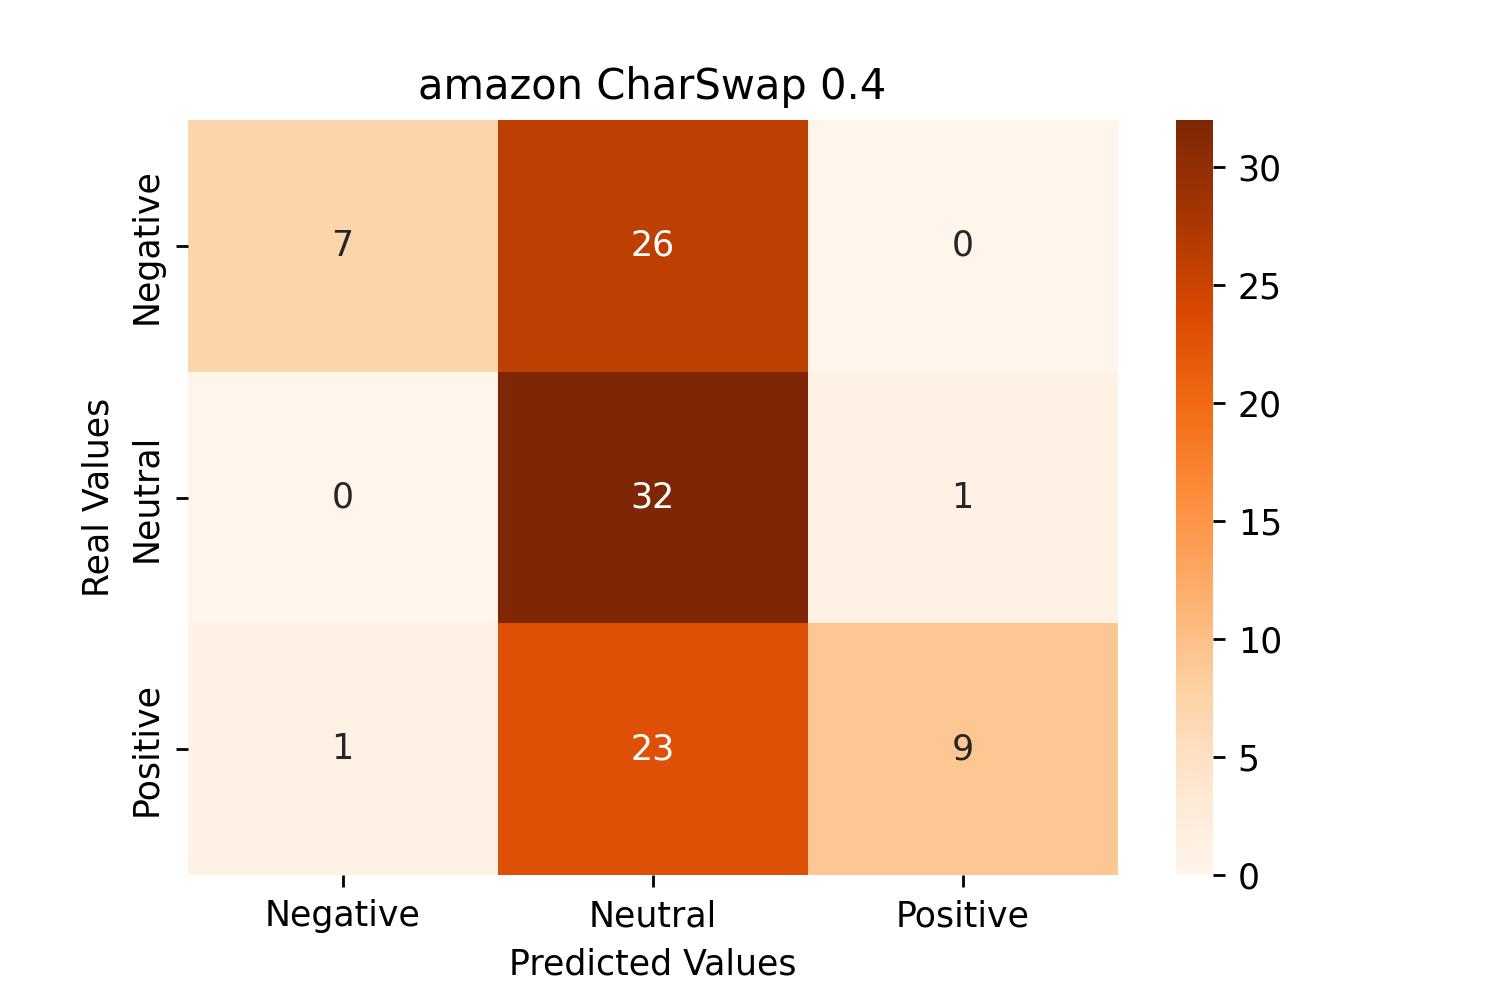 amazon CharSwap 0.4
Real Values
Negative
7 26 0
Neutral
0 32 1
Positive
1 23 9
Negative Neutral Positive
Predicted Values
30
25
20
15
10
5
0